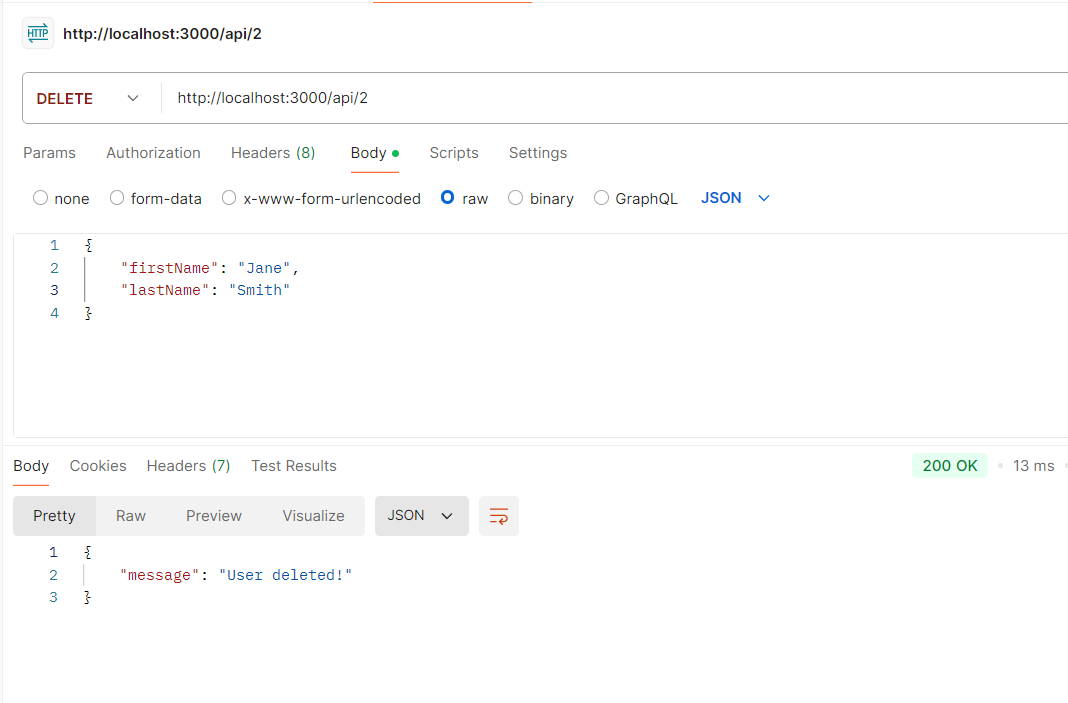 HTTP http://localhost:3000/api/2
DELETE http://localhost:3000/api/2
Params Authorization Headers (8) Body Scripts Settings
none form-data x-www-form-urlencoded raw binary GraphQL JSON
1 {
2 "firstName": "Jane",
3 "lastName": "Smith"
4 }
Body Cookies Headers (7) Test Results 200 OK 13 ms
Pretty Raw Preview Visualize JSON
1 {
2 "message": "User deleted!"
3 }